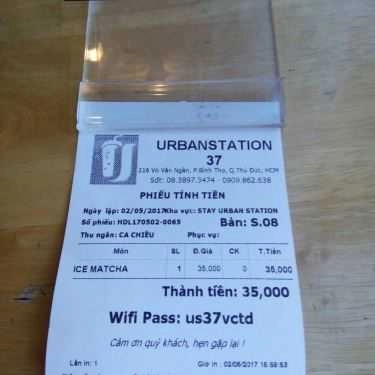 URBANSTATION
37
216 Võ Văn Ngân, P.Bình Thọ, Q.Thủ Đức, HCM
Sđt: 08.3897.3474 - 0909.862.638
PHIẾU TÍNH TIỀN
Ngày lập: 02/05/2017 Khu vực: STAY URBAN STATION
Số phiếu: HDL170502-0065 Bàn: S.08
Thu ngân: CA CHIỀU Phục vụ:
Món SL Đ.Giá CK T.Tiền
ICE MATCHA 1 35,000 0 35,000
Thành tiền: 35,000
Wifi Pass: us37vctd
Cảm ơn quý khách, hẹn gặp lại !
Lần in: 1 Giờ in : 02/05/2017 16:58:53